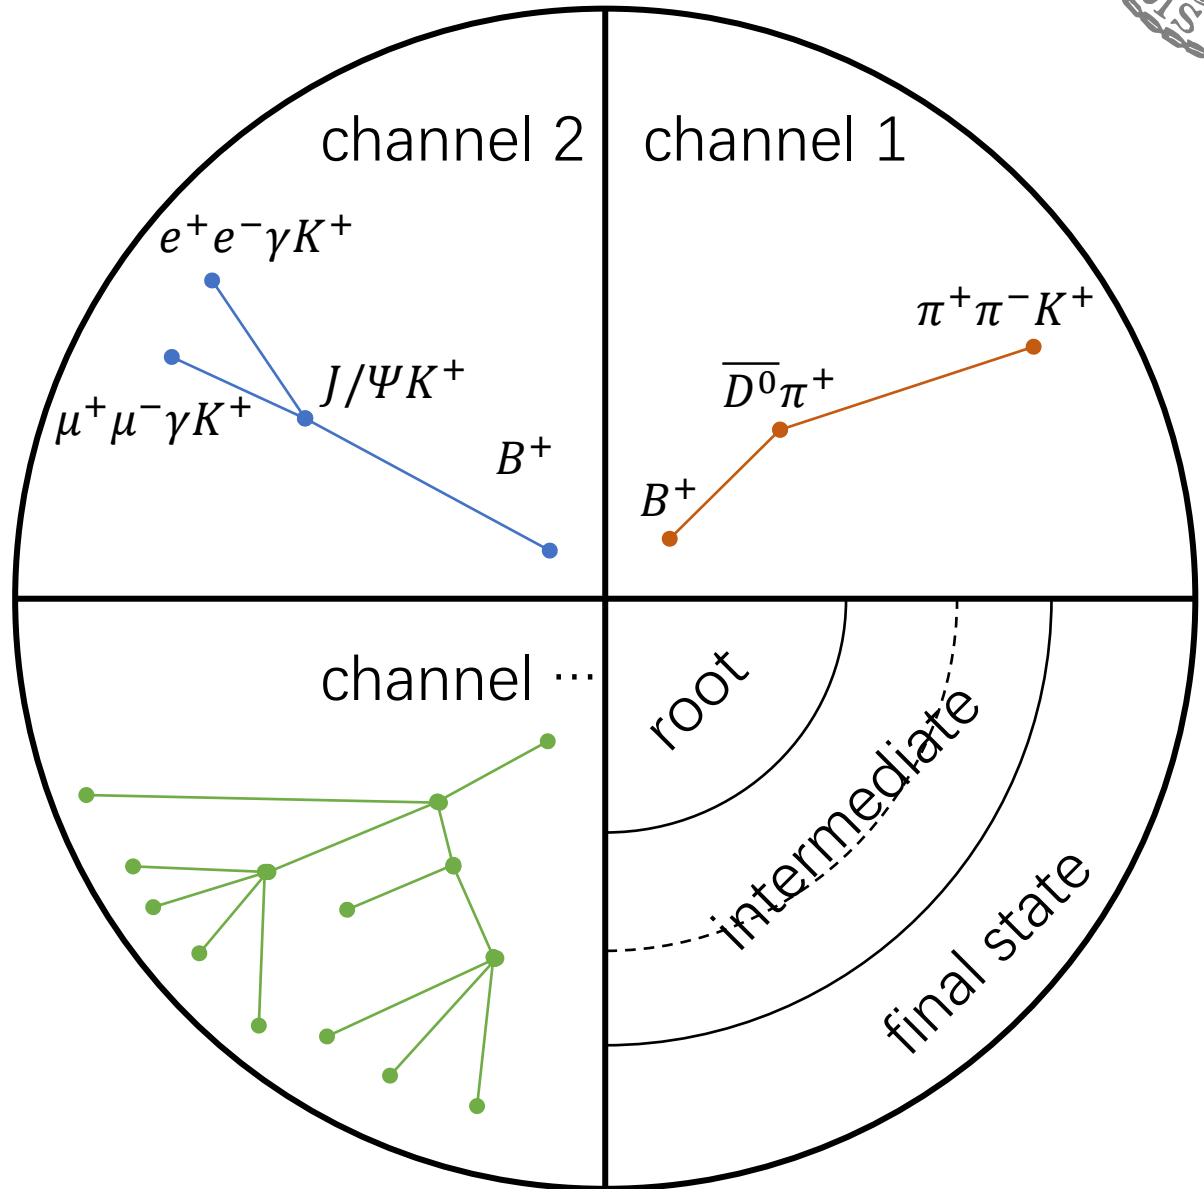 channel 2
channel 1
e⁺e⁻γK⁺
π⁺π⁻K⁺
J/ΨK⁺
D̅⁰π⁺
μ⁺μ⁻γK⁺
B⁺
B⁺
channel ⋯
root
intermediate
final state